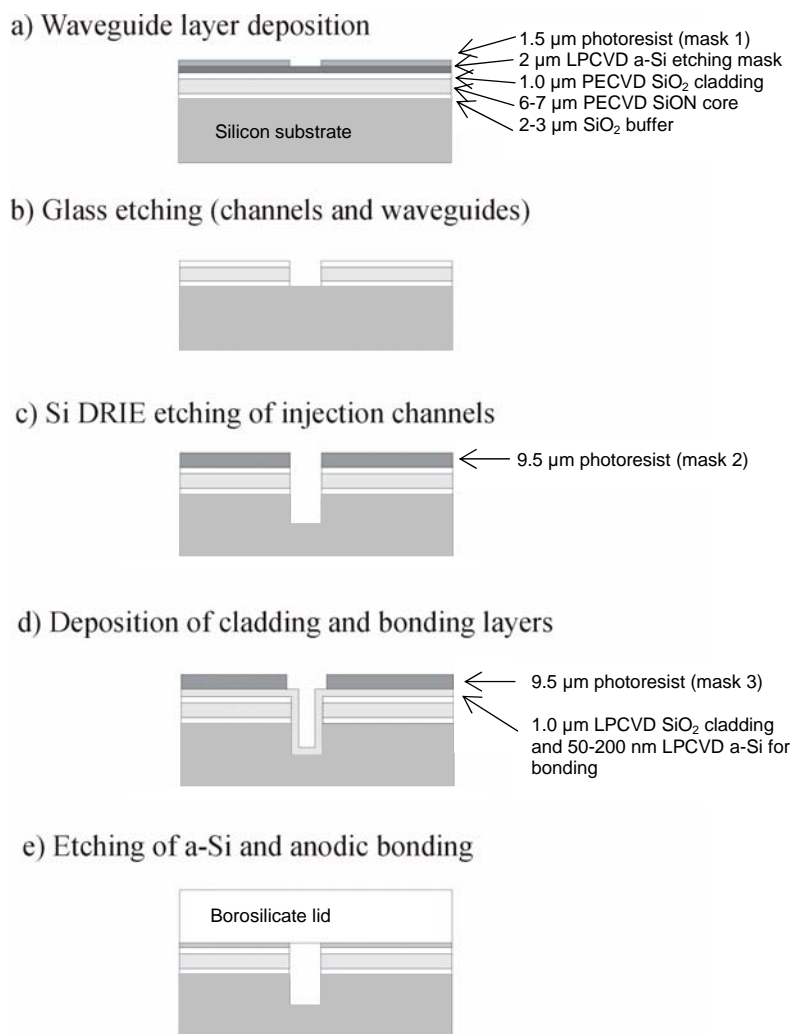 a) Waveguide layer deposition
1.5 µm photoresist (mask 1)
2 µm LPCVD a-Si etching mask
1.0 µm PECVD SiO₂ cladding
6-7 µm PECVD SiON core
2-3 µm SiO₂ buffer
Silicon substrate
b) Glass etching (channels and waveguides)
c) Si DRIE etching of injection channels
9.5 µm photoresist (mask 2)
d) Deposition of cladding and bonding layers
9.5 µm photoresist (mask 3)
1.0 µm LPCVD SiO₂ cladding
and 50-200 nm LPCVD a-Si for
bonding
e) Etching of a-Si and anodic bonding
Borosilicate lid